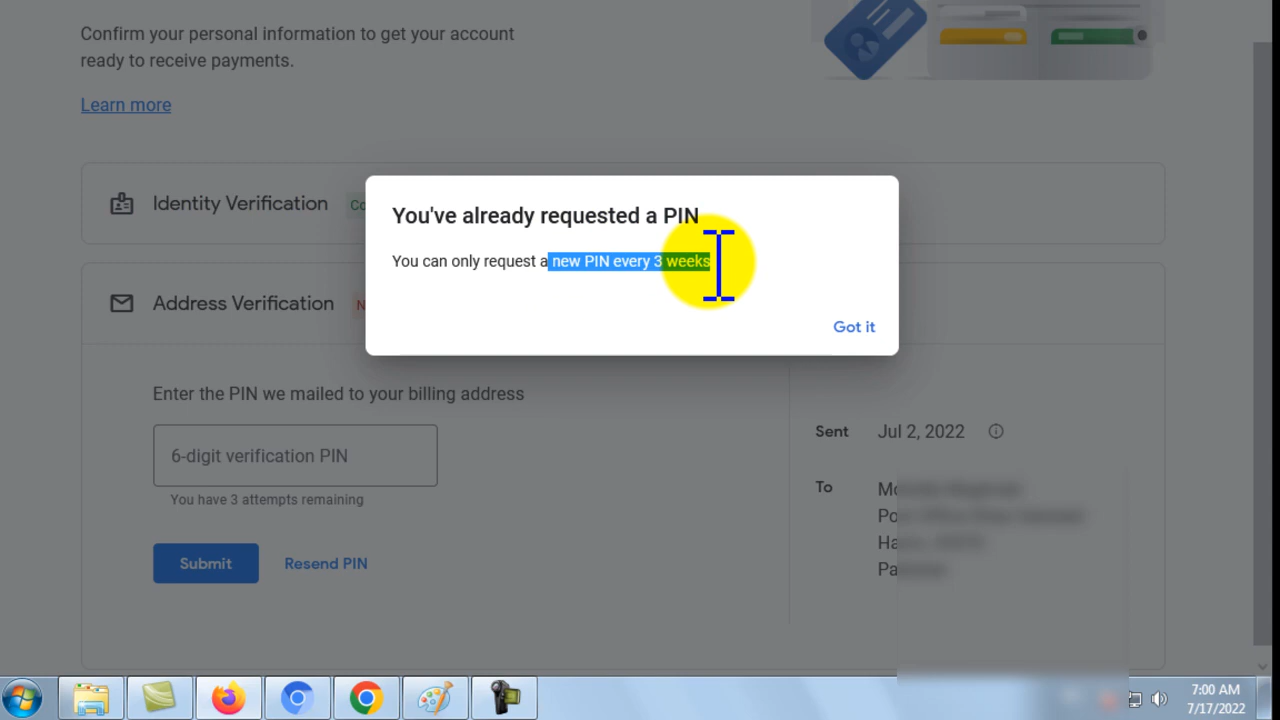 Confirm your personal information to get your account
ready to receive payments.
Learn more
Identity Verification
You've already requested a PIN
You can only request a new PIN every 3 weeks
Got it
Address Verification
Enter the PIN we mailed to your billing address
6-digit verification PIN
You have 3 attempts remaining
Submit
Resend PIN
Sent Jul 2, 2022
To
7:00 AM
7/17/2022